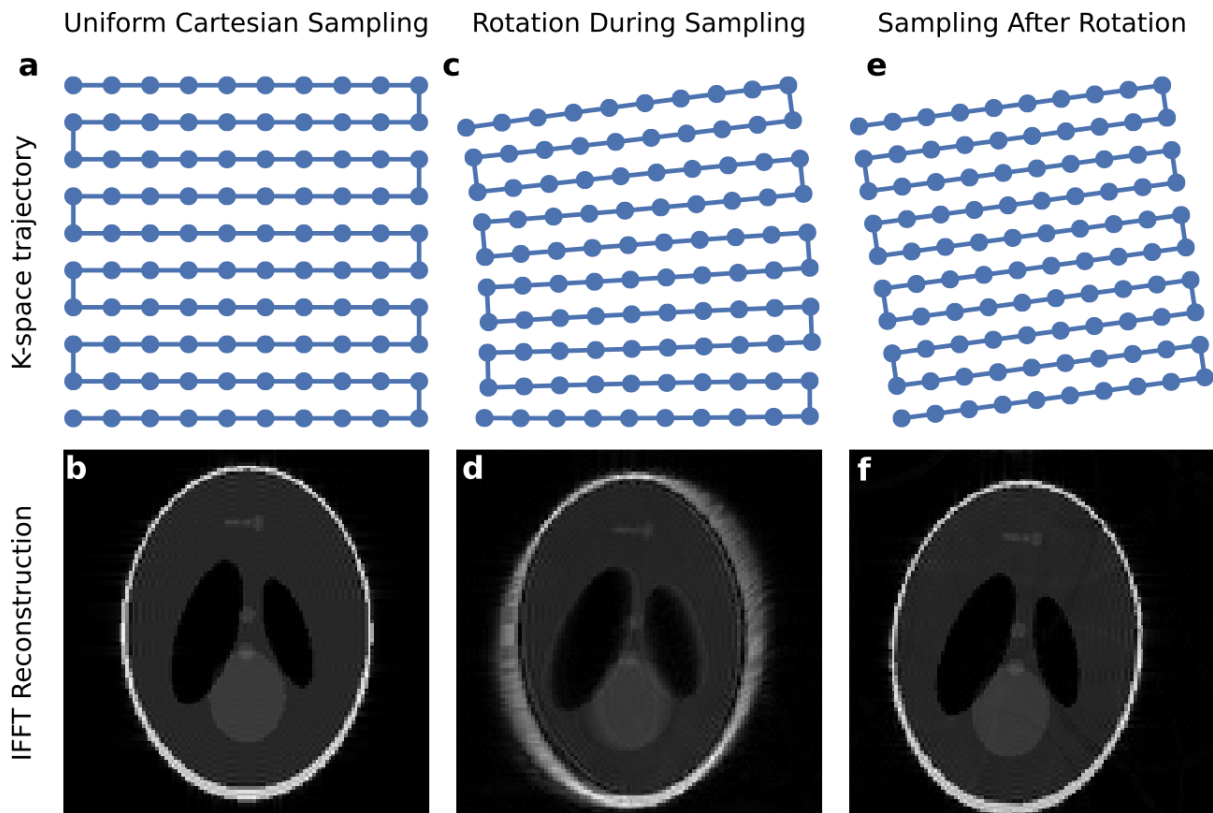 Uniform Cartesian Sampling
Rotation During Sampling
Sampling After Rotation
a
c
e
K-space trajectory
b
d
f
IFFT Reconstruction